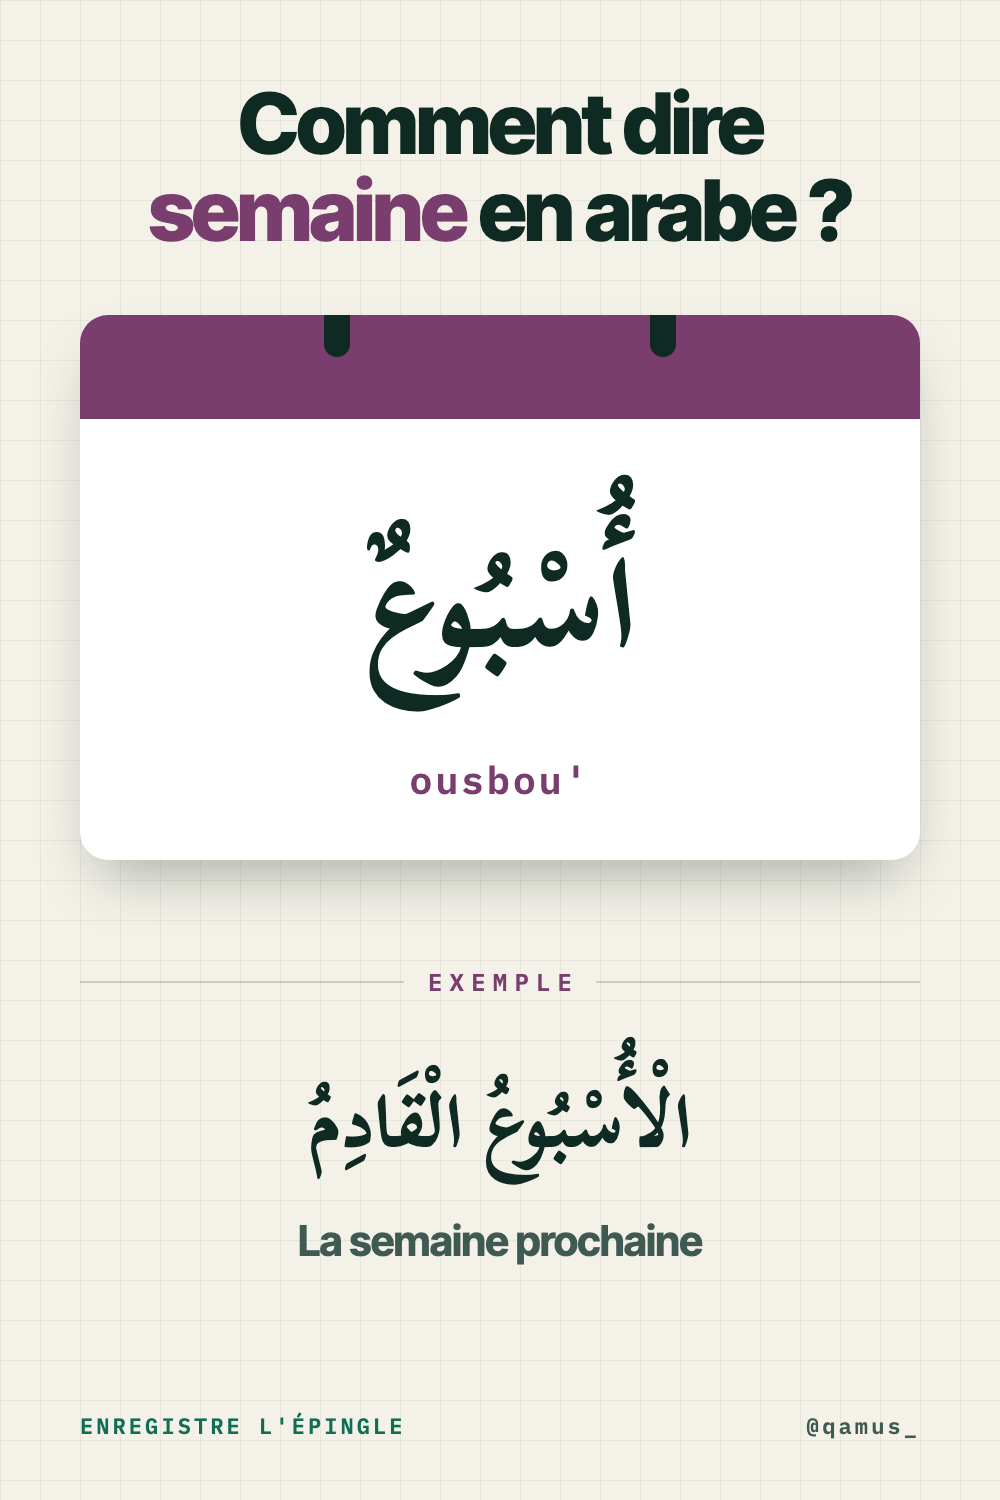 Comment dire
semaine en arabe ?
أُسْبُوعٌ
ousbou'
EXEMPLE
الْأُسْبُوعُ الْقَادِمُ
La semaine prochaine
ENREGISTRE L'ÉPINGLE
@qamus_